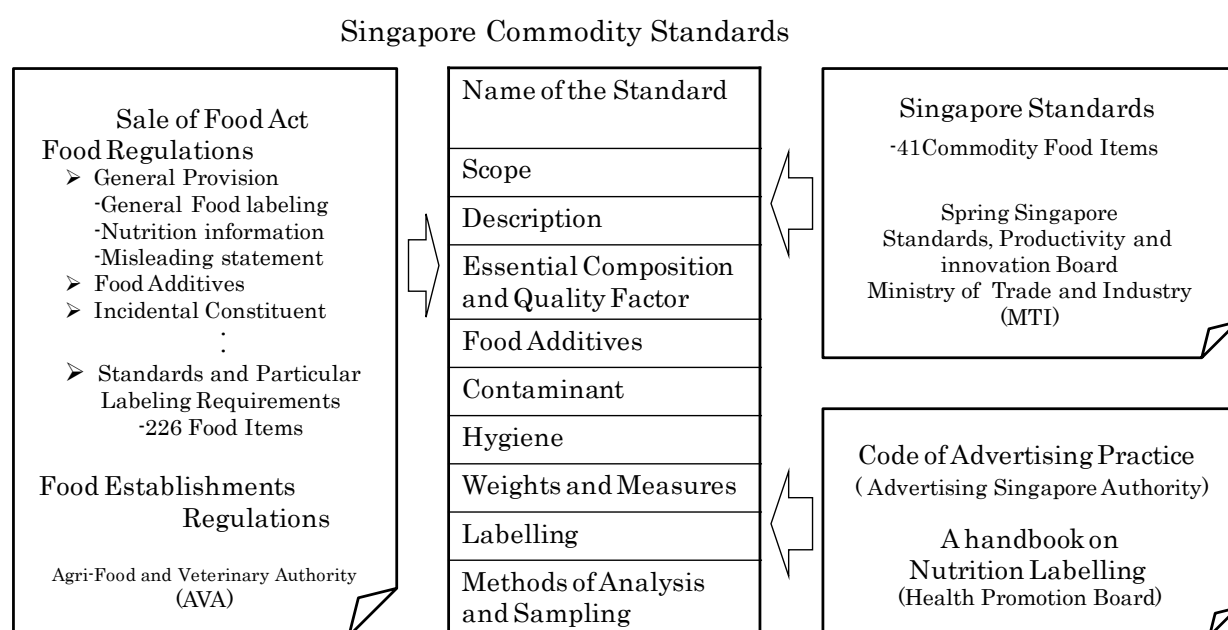 Singapore Commodity Standards
Sale of Food Act
Food Regulations
➢ General Provision
-General Food labeling
-Nutrition information
-Misleading statement
➢ Food Additives
➢ Incidental Constituent
:
➢ Standards and Particular
Labeling Requirements
-226 Food Items
Food Establishments
Regulations
Agri-Food and Veterinary Authority
(AVA)
Name of the Standard
Scope
Description
Essential Composition
and Quality Factor
Food Additives
Contaminant
Hygiene
Weights and Measures
Labelling
Methods of Analysis
and Sampling
Singapore Standards
-41Commodity Food Items
Spring Singapore
Standards, Productivity and
innovation Board
Ministry of Trade and Industry
(MTI)
Code of Advertising Practice
( Advertising Singapore Authority)
A handbook on
Nutrition Labelling
(Health Promotion Board)